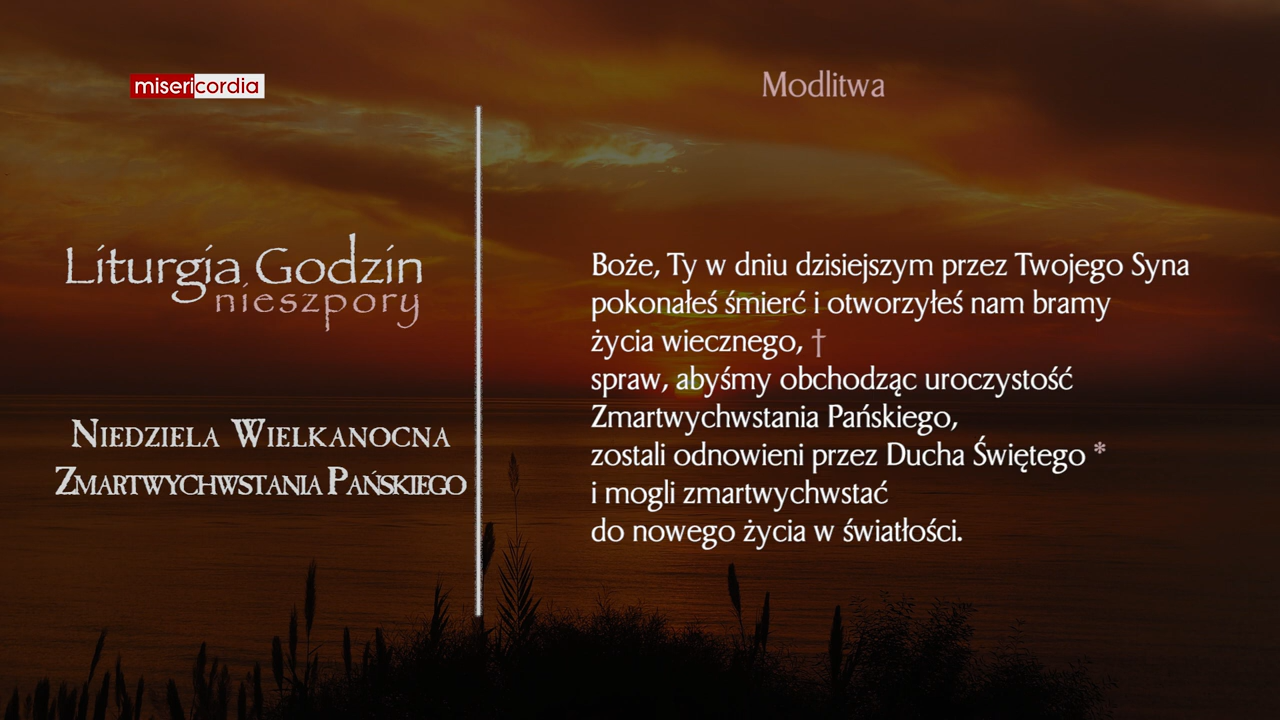 misericordia
Modlitwa
Liturgia Godzin
nieszpory
Niedziela Wielkanocna
Zmartwychwstania Pańskiego
Boże, Ty w dniu dzisiejszym przez Twojego Syna
pokonałeś śmierć i otworzyłeś nam bramy
życia wiecznego, †
spraw, abyśmy obchodząc uroczystość
Zmartwychwstania Pańskiego,
zostali odnowieni przez Ducha Świętego *
i mogli zmartwychwstać
do nowego życia w światłości.